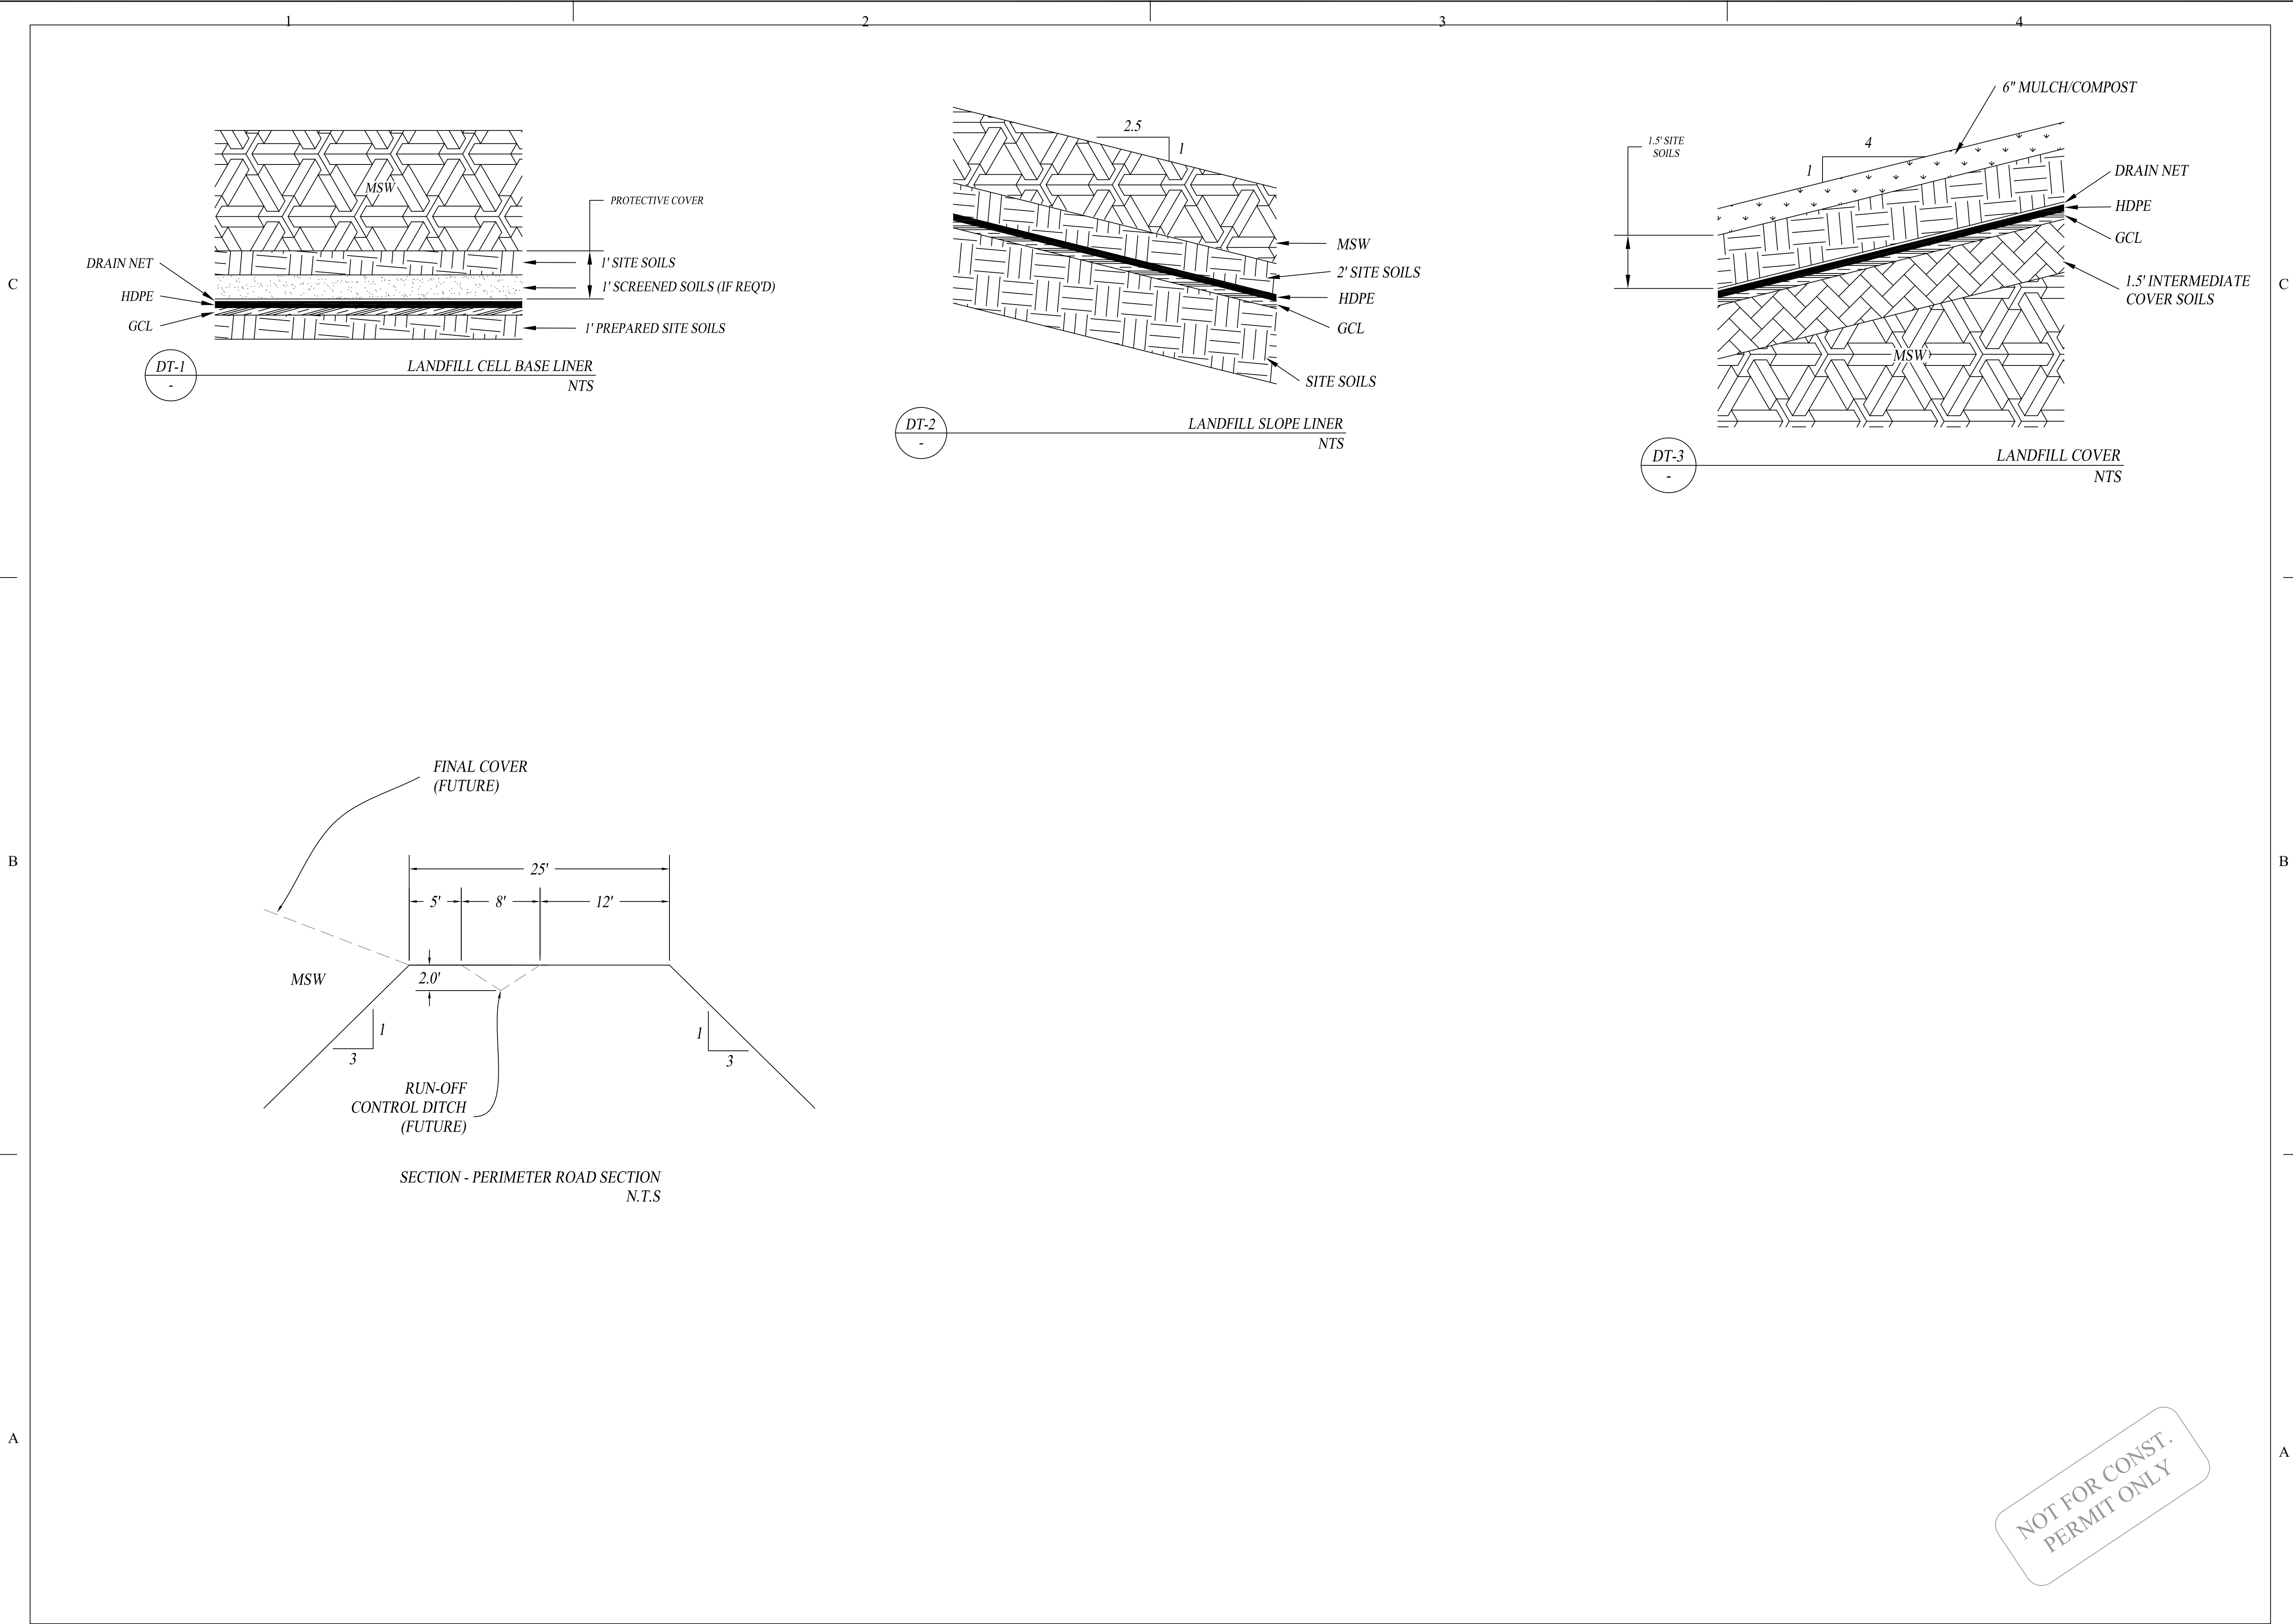 1
2
3
4
C
C
B
B
A
A
MSW
PROTECTIVE COVER
DRAIN NET
HDPE
GCL
1' SITE SOILS
1' SCREENED SOILS (IF REQ'D)
1' PREPARED SITE SOILS
DT-1
-
LANDFILL CELL BASE LINER
NTS
2.5
1
MSW
2' SITE SOILS
HDPE
GCL
SITE SOILS
DT-2
-
LANDFILL SLOPE LINER
NTS
6" MULCH/COMPOST
1.5' SITE
SOILS
4
1
DRAIN NET
HDPE
GCL
1.5' INTERMEDIATE
COVER SOILS
MSW
DT-3
-
LANDFILL COVER
NTS
FINAL COVER
(FUTURE)
25'
5'
8'
12'
MSW
2.0'
1
3
1
3
RUN-OFF
CONTROL DITCH
(FUTURE)
SECTION - PERIMETER ROAD SECTION
N.T.S
NOT FOR CONST.
PERMIT ONLY